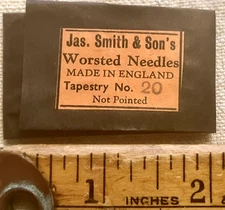 Jas. Smith & Son's
Worsted Needles
MADE IN ENGLAND
Tapestry No. 20
Not Pointed
1 INCHES 2